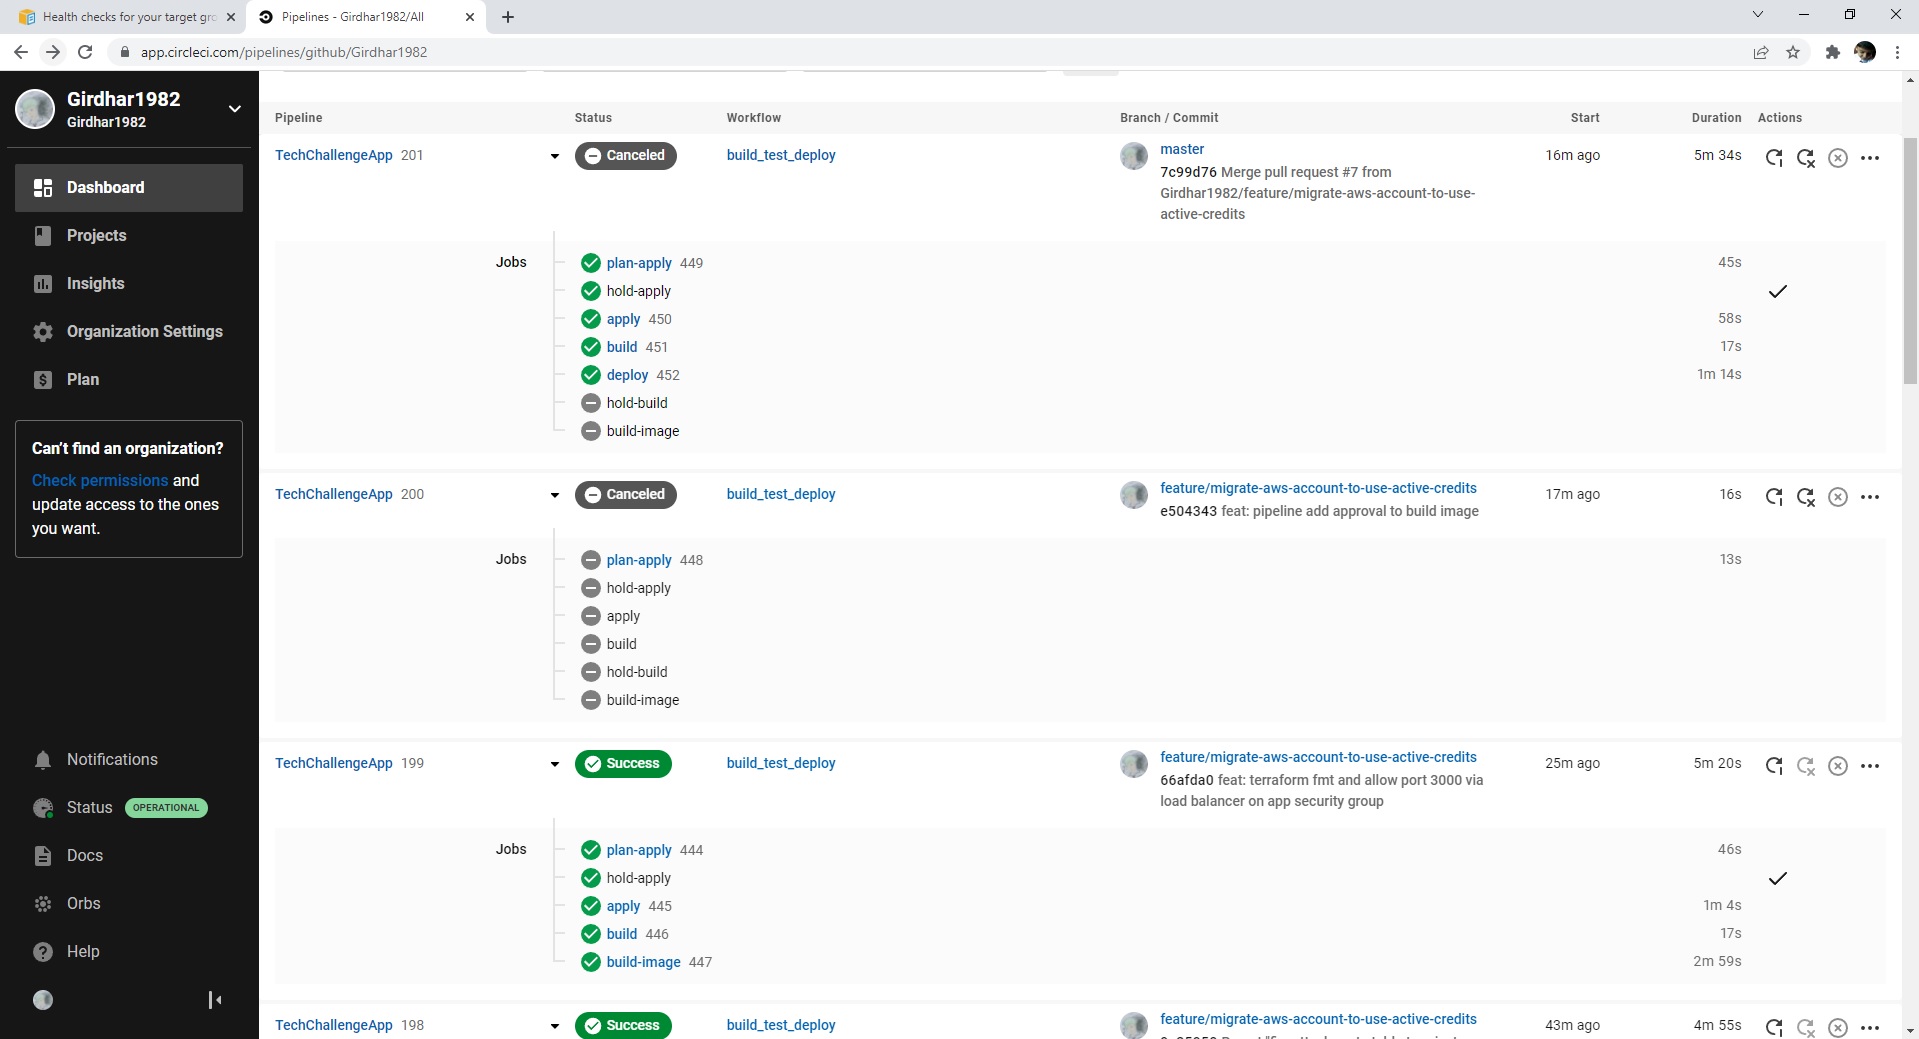 Health checks for your target gro
Pipelines - Girdhar1982/All
app.circleci.com/pipelines/github/Girdhar1982
Girdhar1982
Girdhar1982
Dashboard
Projects
Insights
Organization Settings
Plan
Can't find an organization?
Check permissions and
update access to the ones
you want.
Notifications
Status OPERATIONAL
Docs
Orbs
Help
Pipeline Status Workflow Branch / Commit Start Duration Actions
TechChallengeApp 201 Canceled build_test_deploy master 16m ago 5m 34s
7c99d76 Merge pull request #7 from
Girdhar1982/feature/migrate-aws-account-to-use-
active-credits
Jobs plan-apply 449 45s
hold-apply
apply 450 58s
build 451 17s
deploy 452 1m 14s
hold-build
build-image
TechChallengeApp 200 Canceled build_test_deploy feature/migrate-aws-account-to-use-active-credits 17m ago 16s
e504343 feat: pipeline add approval to build image
Jobs plan-apply 448 13s
hold-apply
apply
build
hold-build
build-image
TechChallengeApp 199 Success build_test_deploy feature/migrate-aws-account-to-use-active-credits 25m ago 5m 20s
66afda0 feat: terraform fmt and allow port 3000 via
load balancer on app security group
Jobs plan-apply 444 46s
hold-apply
apply 445 1m 4s
build 446 17s
build-image 447 2m 59s
TechChallengeApp 198 Success build_test_deploy feature/migrate-aws-account-to-use-active-credits 43m ago 4m 55s